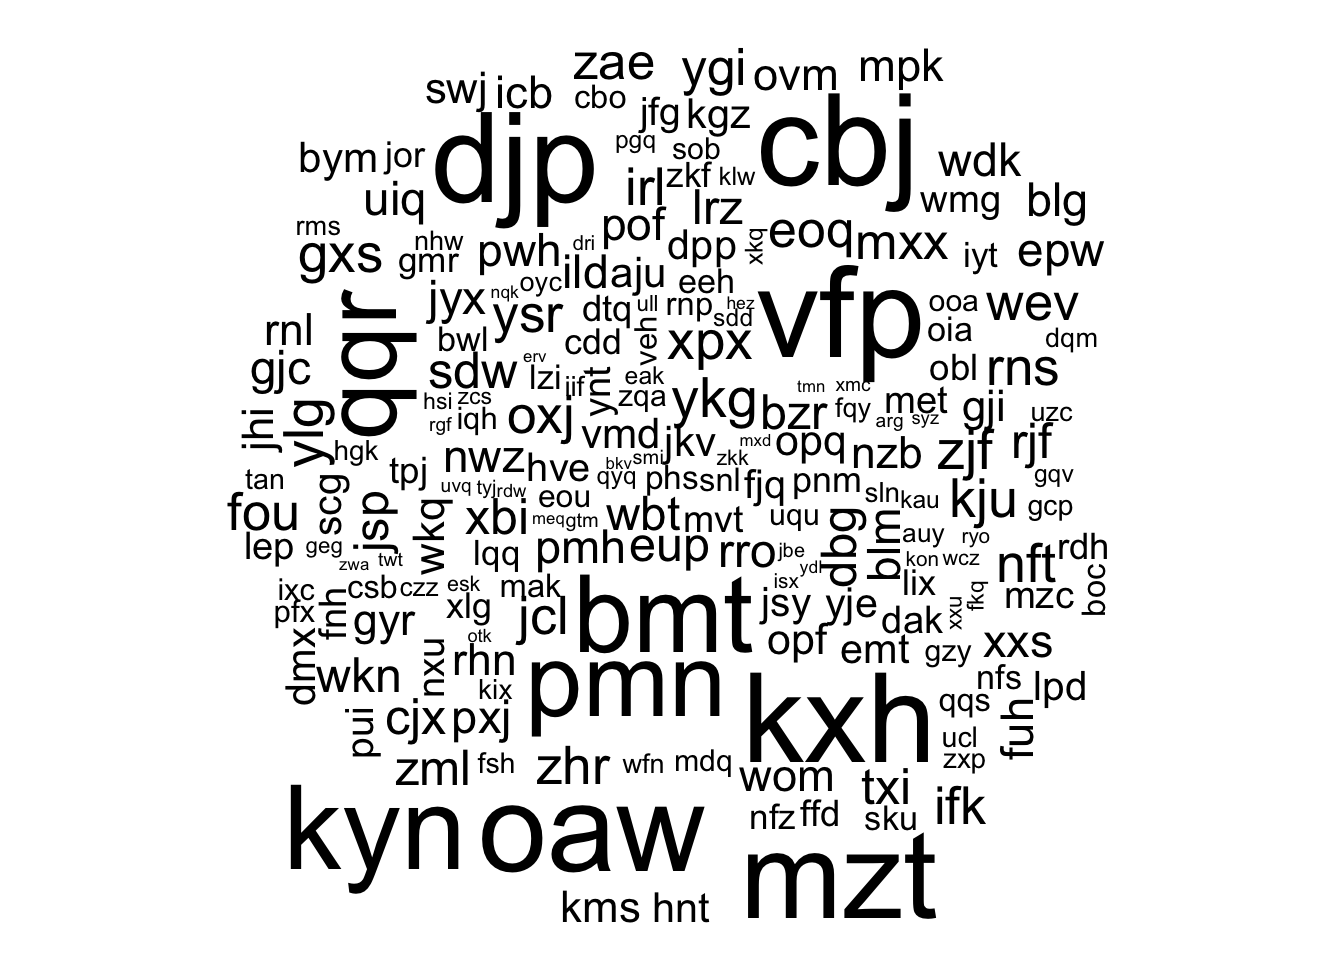 zae ygi ovm mpk
swj icb cbo
jfg kgz
djp cbj
pgq sob
bym jor wdk
irl zkf klw
uiq lrz wmg blg
rms pof eoq
gxs nhw gmr pwh dri dpp xkq mxx iyt epw
ildaju eeh
jyx nqk oyc
ysr dtq ull rnp hez sdd vfp ooa wev
rnl qqr bwl cdd veh xpx oia dqm
gjc sdw erv lzi eak obl rns
ynt zqa ykg tmn xmc
hsi zcs oxj bzr fqy met gji uzc
jhi ylg rgf iqh vmd jkv mxd opq arg syz rjf
hgk nwz hve bkv smi zkk nzb zjf
tan tpj qyq phs snl fjq pnm gqv
scg uvq tyj rdw eou sln kau kju gcp
fou jsp wkq xbi meq gtm wbt mvt uqu dbg blm
lep geg zwa twt lqq pmh eup rro jbe auy ryo rdh
ydl kon wcz nft
ixc csb czz esk mak isx lix fkq mzc boc
pfx fnh gyr xlg jcl bmt jsy yje dak xxu
dmx otk opf emt gzy xxs
wkn nxu rhn pmn nfs lpd
kix kxh qqs
pui cjx pxj fuh
ucl
zml fsh zhr wfn mdq zxp
wom txi
kyn oaw nfz ffd sku ifk
mzt
kms hnt